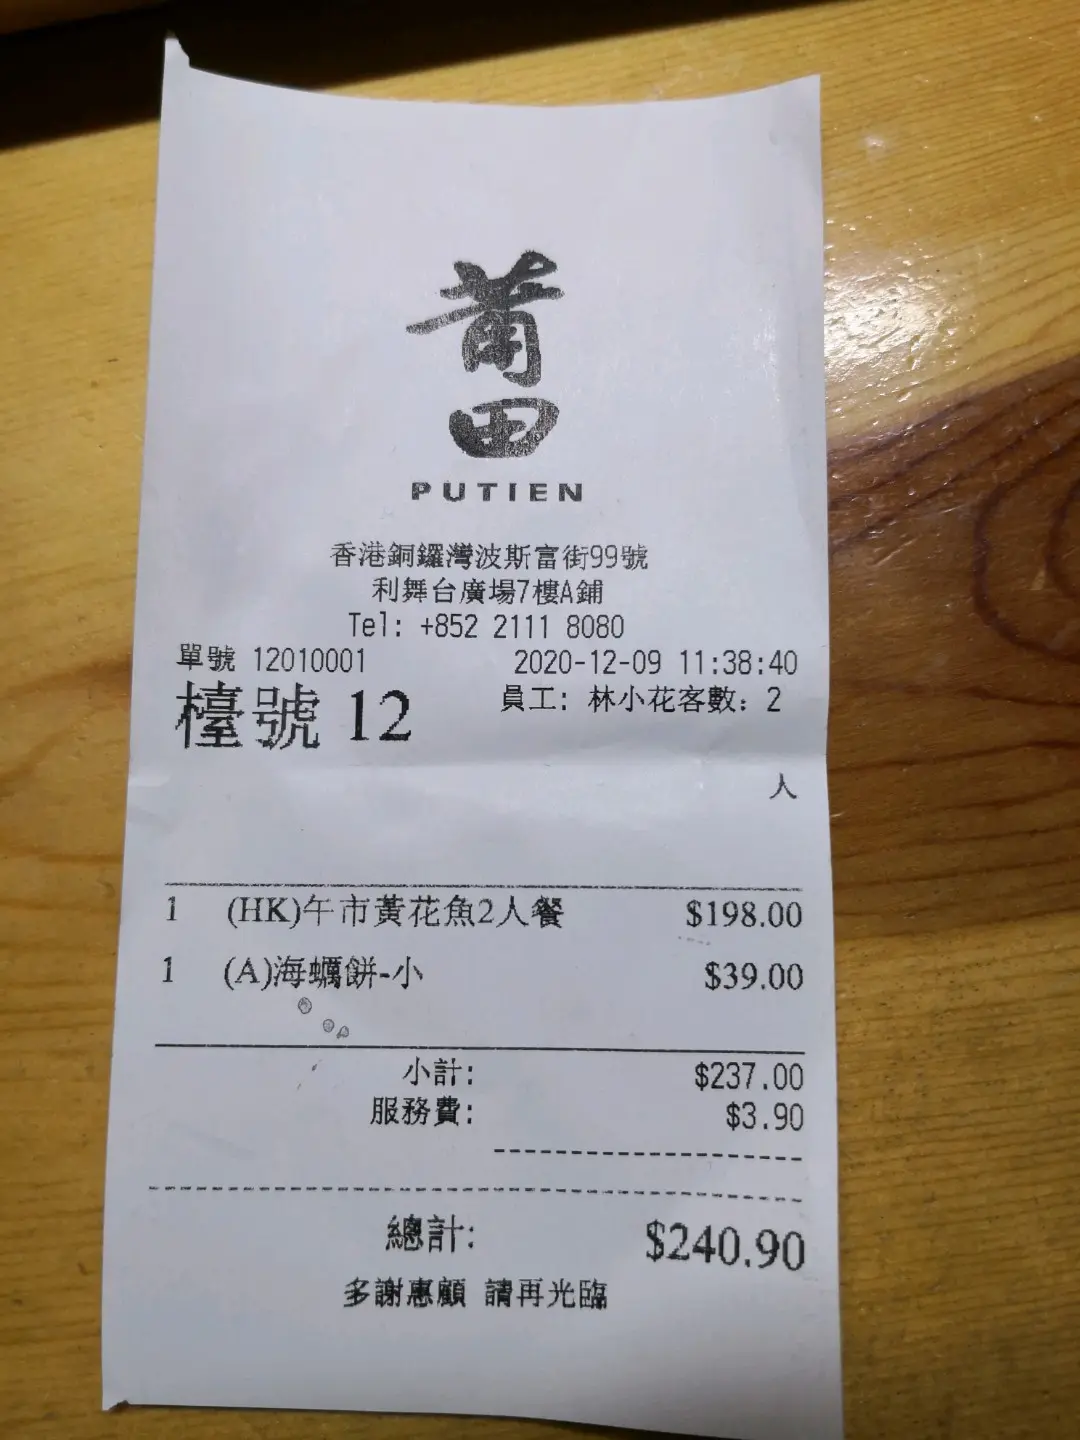 莆
田
PUTIEN
香港銅鑼灣波斯富街99號
利舞台廣場7樓A鋪
Tel: +852 2111 8080
單號 12010001 2020-12-09 11:38:40
檯號 12 員工: 林小花客數: 2
人
1 (HK)午市黃花魚2人餐 $198.00
1 (A)海蠣餅-小 $39.00
小計: $237.00
服務費: $3.90
總計: $240.90
多謝惠顧 請再光臨